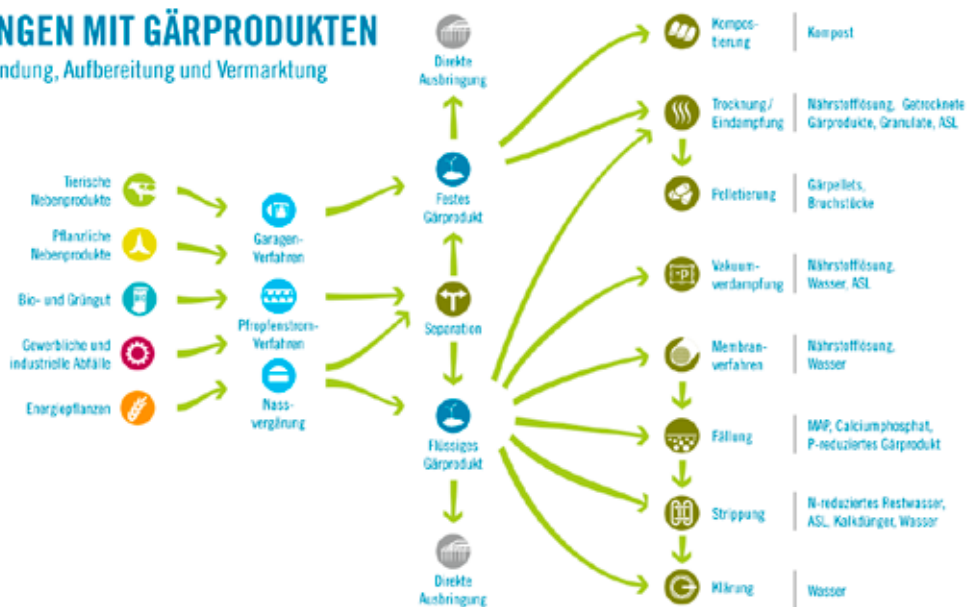 NGEN MIT GÄRPRODUKTEN
ndung, Aufbereitung und Vermarktung
Tierische
Nebenprodukte
Pflanzliche
Nebenprodukte
Bio- und Grüngut
Gewerbliche und
industrielle Abfälle
Energiepflanzen
Garagen-
Verfahren
Pfropfenstrom-
Verfahren
Nass-
vergärung
Direkte
Ausbringung
Festes
Gärprodukt
Separation
Flüssiges
Gärprodukt
Direkte
Ausbringung
Kompos-
tierung
Kompost
Trocknung/
Eindampfung
Nährstofflösung, Getrocknete
Gärprodukte, Granulate, ASL
Pelletierung
Gärpellets,
Bruchstücke
Vakuum-
verdampfung
-P
Nährstofflösung,
Wasser, ASL
Membran-
verfahren
Nährstofflösung,
Wasser
Fällung
MAP, Calciumphosphat,
P-reduziertes Gärprodukt
Strippung
N-reduziertes Restwasser,
ASL, Kalkdünger, Wasser
Klärung
Wasser